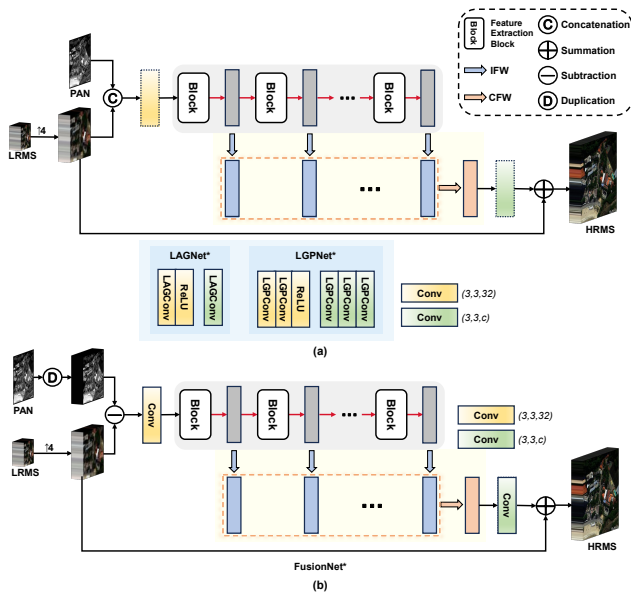 PAN
LRMS
↑4
C
Block
Block
...
Block
HRMS
Block
Feature
Extraction
Block
IFW
CFW
C Concatenation
Summation
Subtraction
D Duplication
...
LAGNet*
LAGConv
ReLU
LAGConv
LGPNet*
LGPConv
LGPConv
ReLU
LGPConv
LGPConv
LGPConv
Conv (3,3,32)
Conv (3,3,c)
(a)
PAN
D
LRMS
↑4
Conv
Block
Block
...
Block
Conv (3,3,32)
Conv (3,3,c)
...
Conv
HRMS
FusionNet*
(b)